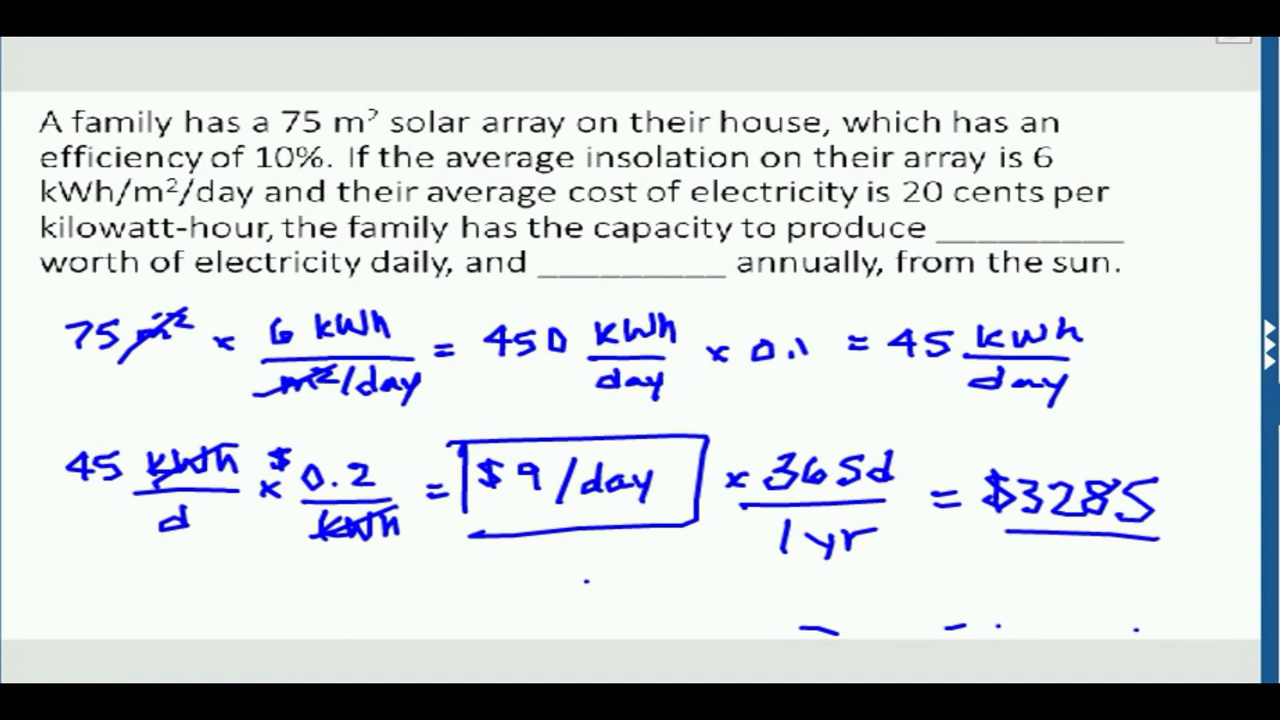 A family has a 75 m² solar array on their house, which has an
efficiency of 10%. If the average insolation on their array is 6
kWh/m²/day and their average cost of electricity is 20 cents per
kilowatt-hour, the family has the capacity to produce _________
worth of electricity daily, and _________ annually, from the sun.
75 m² × 6 kWh / m²/day = 450 kWh / day × 0.1 = 45 kWh / day
45 kWh / d × $0.2 / kWh = $9/day × 365d / 1yr = $3285